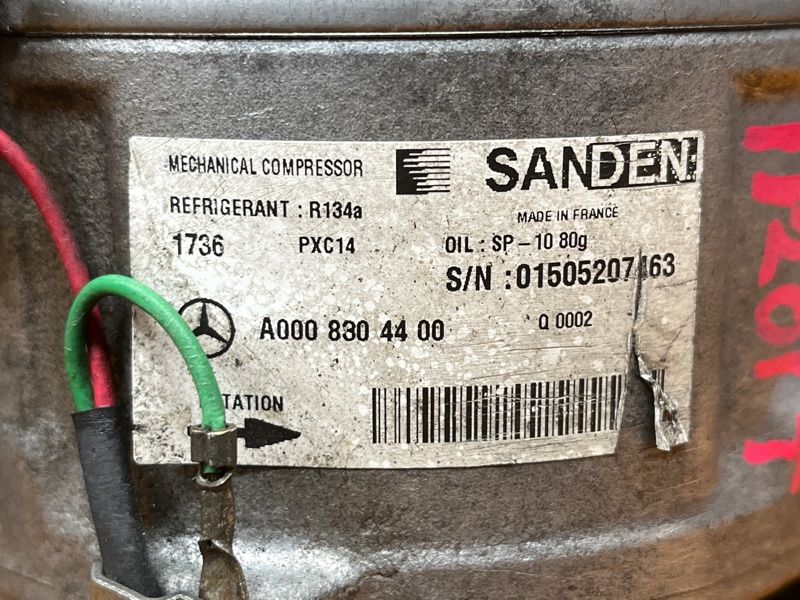 MECHANICAL COMPRESSOR
SANDEN
REFRIGERANT : R134a
MADE IN FRANCE
1736 PXC14
OIL : SP-10 80g
S/N :01505207463
A000 830 44 00
Q 0002
TATION